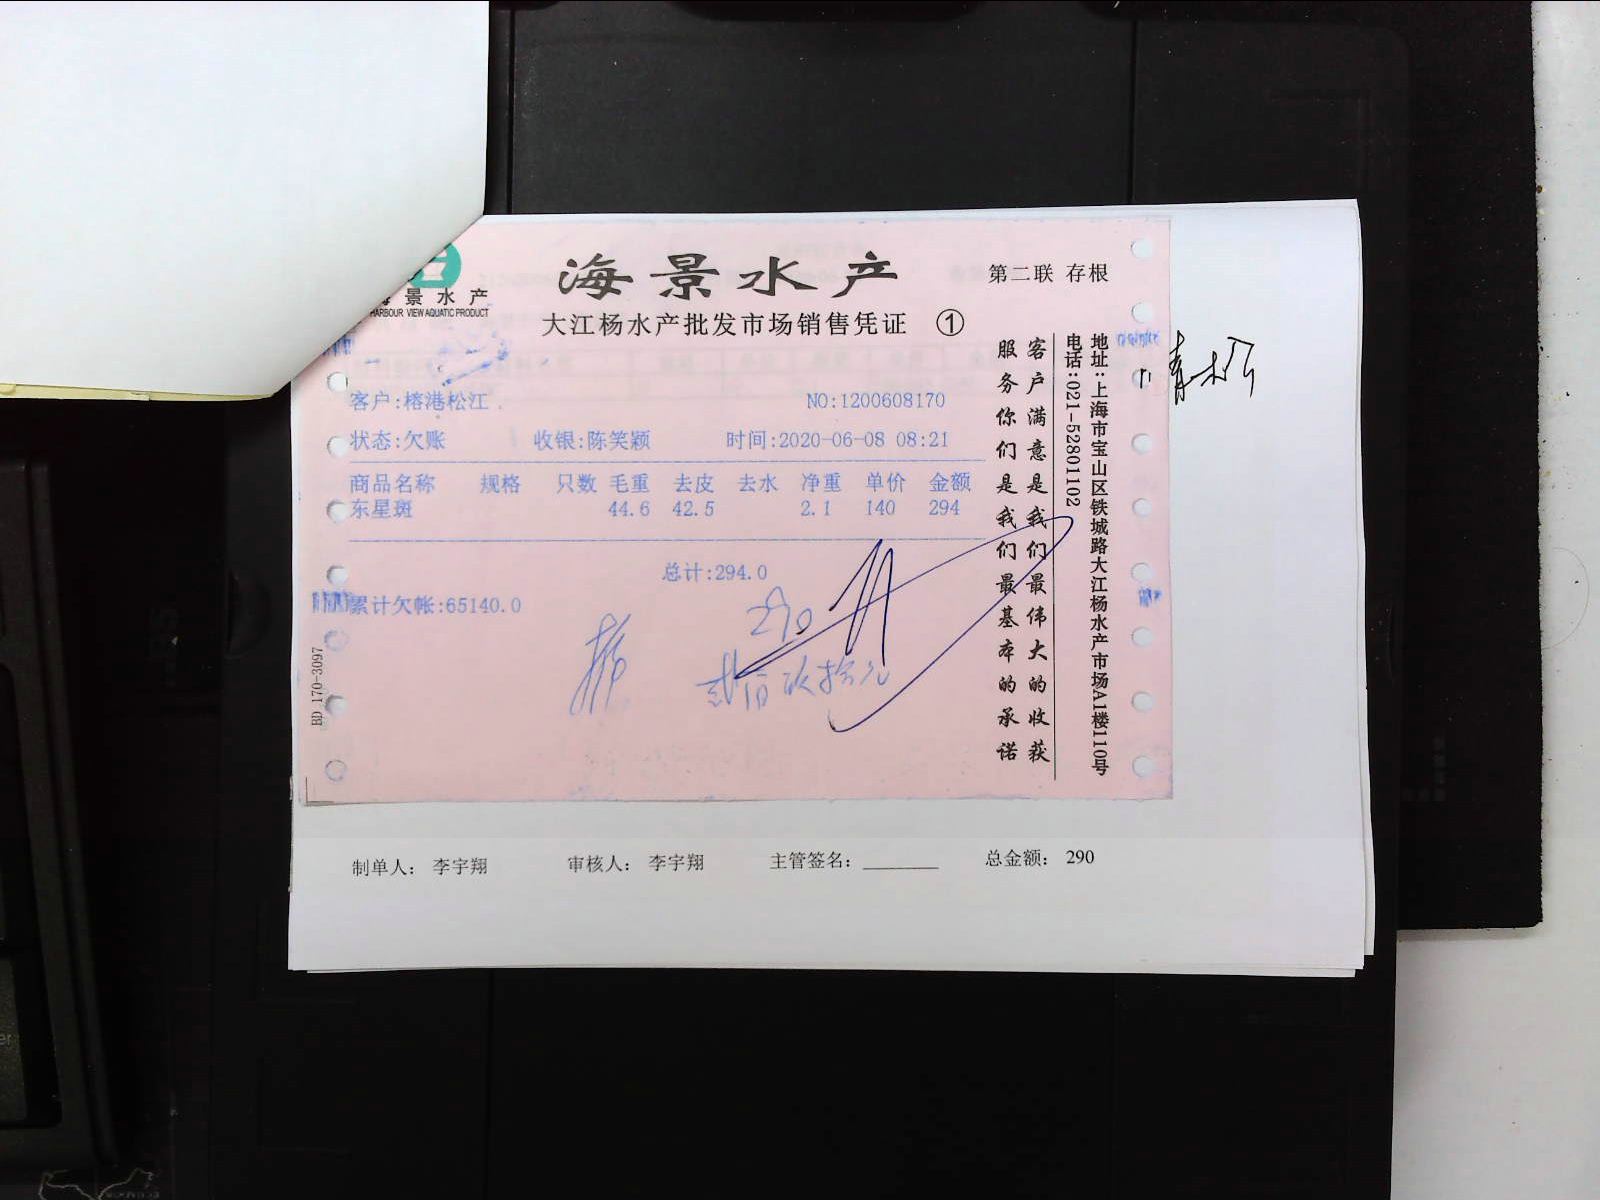 景水产
HARBOUR VIEW AQUATIC PRODUCT
海景水产
第二联 存根
大江杨水产批发市场销售凭证 ①
客户:榕港松江
NO:1200608170
状态:欠账 收银:陈笑颖 时间:2020-06-08 08:21
商品名称 规格 只数 毛重 去皮 去水 净重 单价 金额
东星斑 44.6 42.5 2.1 140 294
总计:294.0
累计欠帐:65140.0
290
贰佰玖拾元
客户满意是我们最伟大的收获
服务你们是我们最基本的承诺
地址:上海市宝山区铁城路大江杨水产市场A1楼110号
电话:021-52801102
BD 170-3097
制单人: 李宇翔 审核人: 李宇翔 主管签名: ________ 总金额: 290